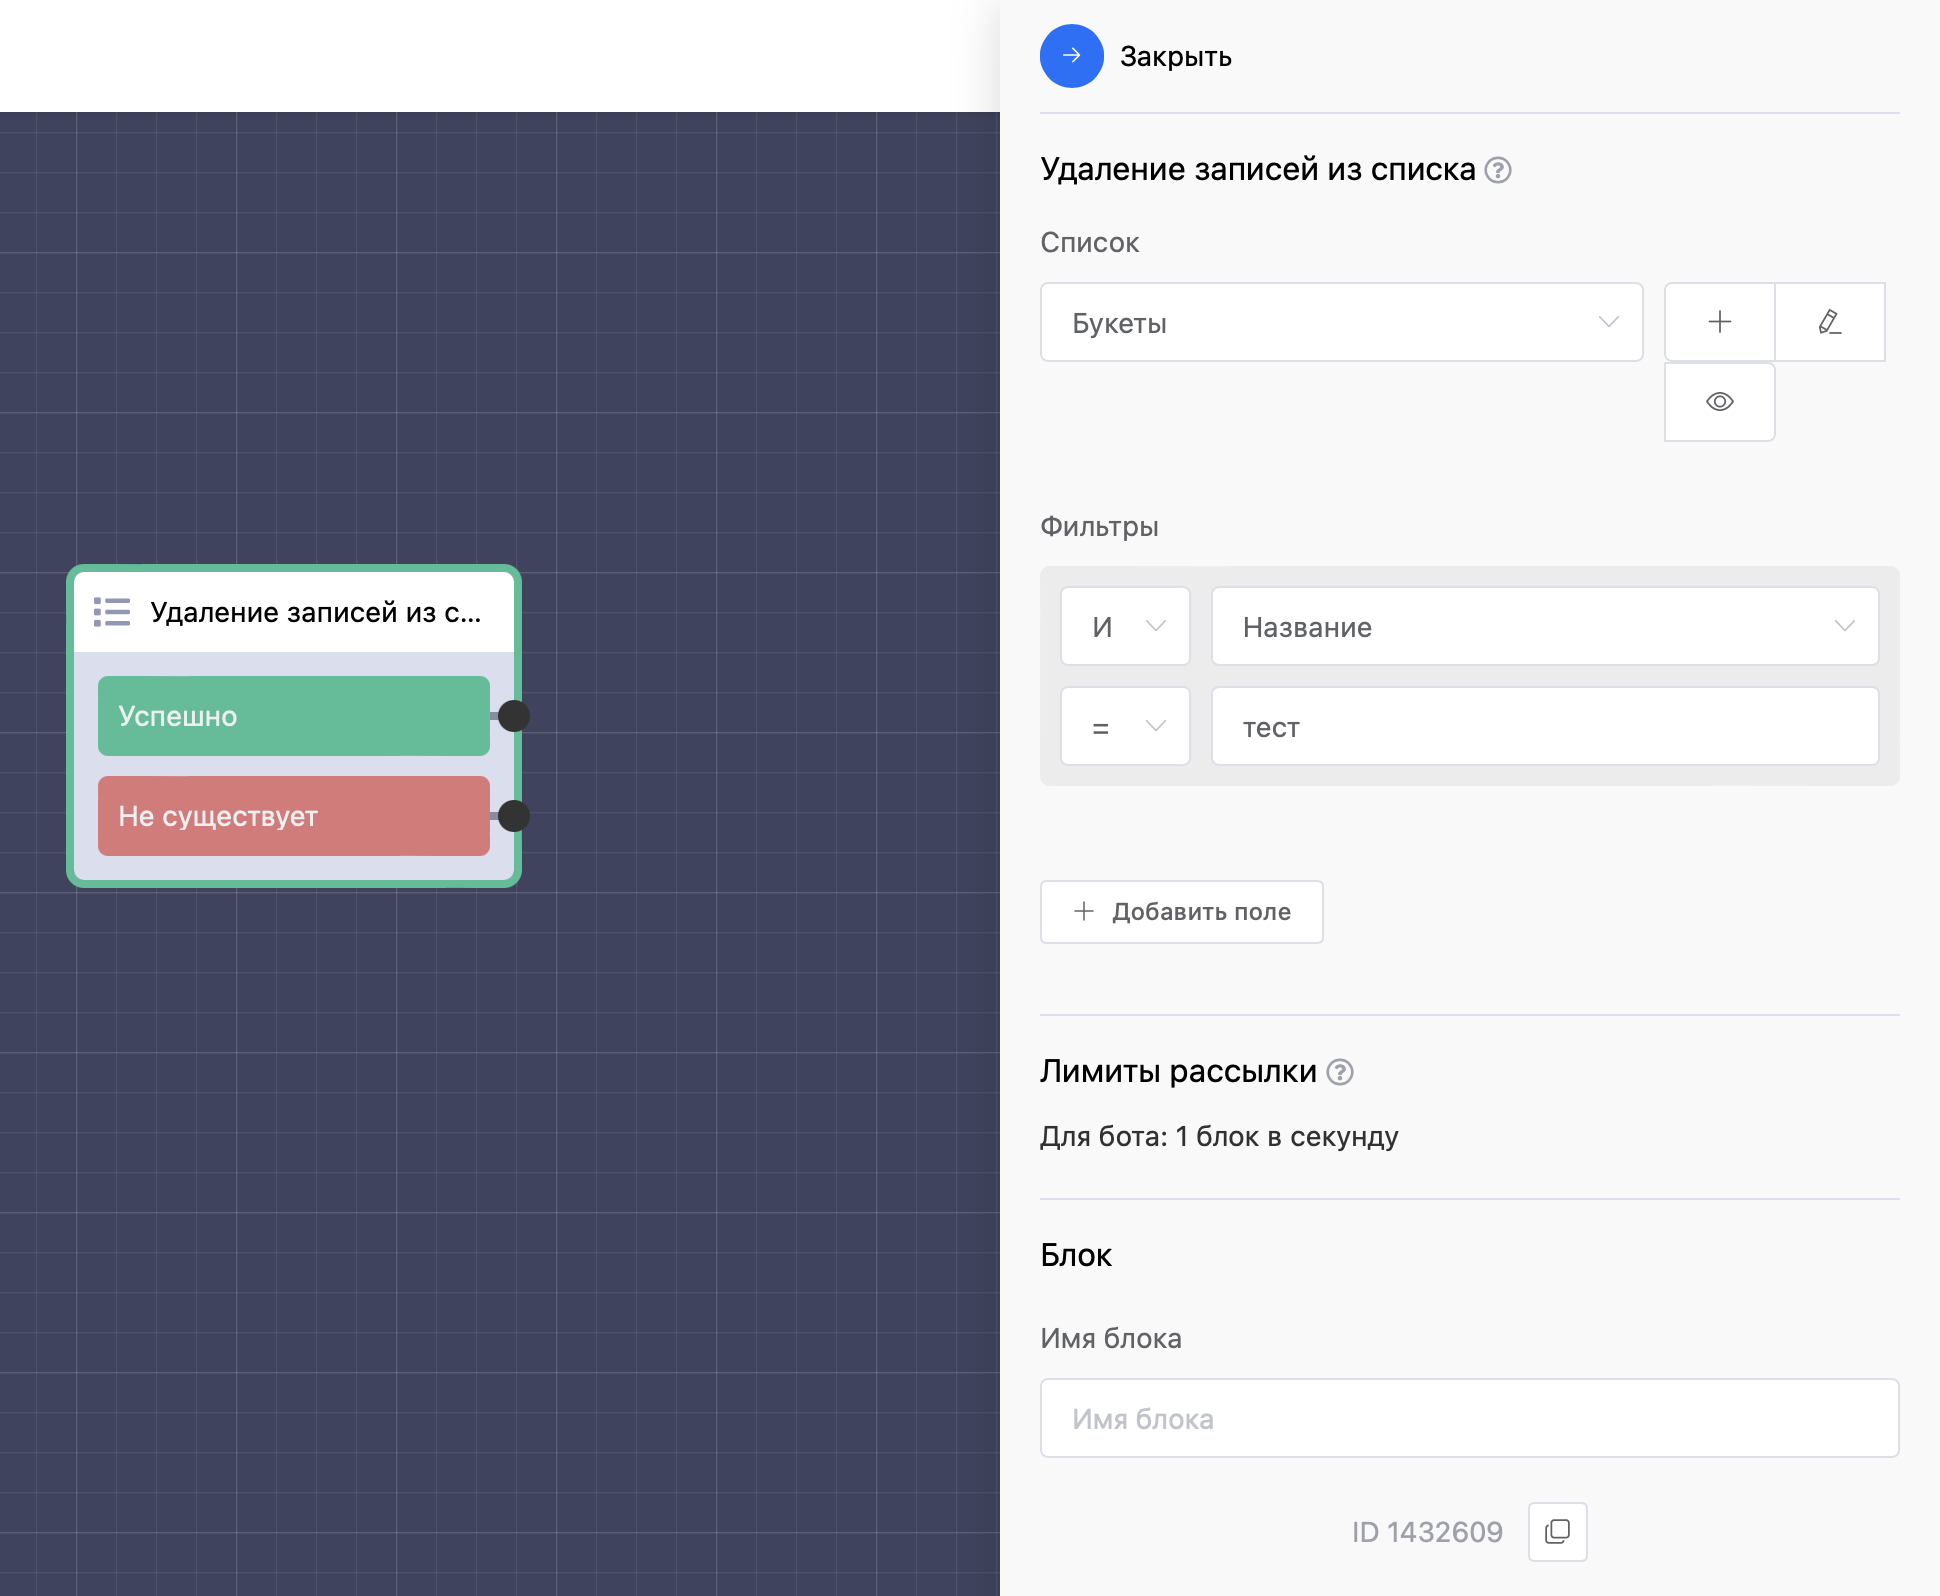 Закрыть
Удаление записей из списка
Список
Букеты
Фильтры
И
Название
=
тест
Добавить поле
Лимиты рассылки
Для бота: 1 блок в секунду
Блок
Имя блока
Имя блока
ID 1432609
Удаление записей из с...
Успешно
Не существует